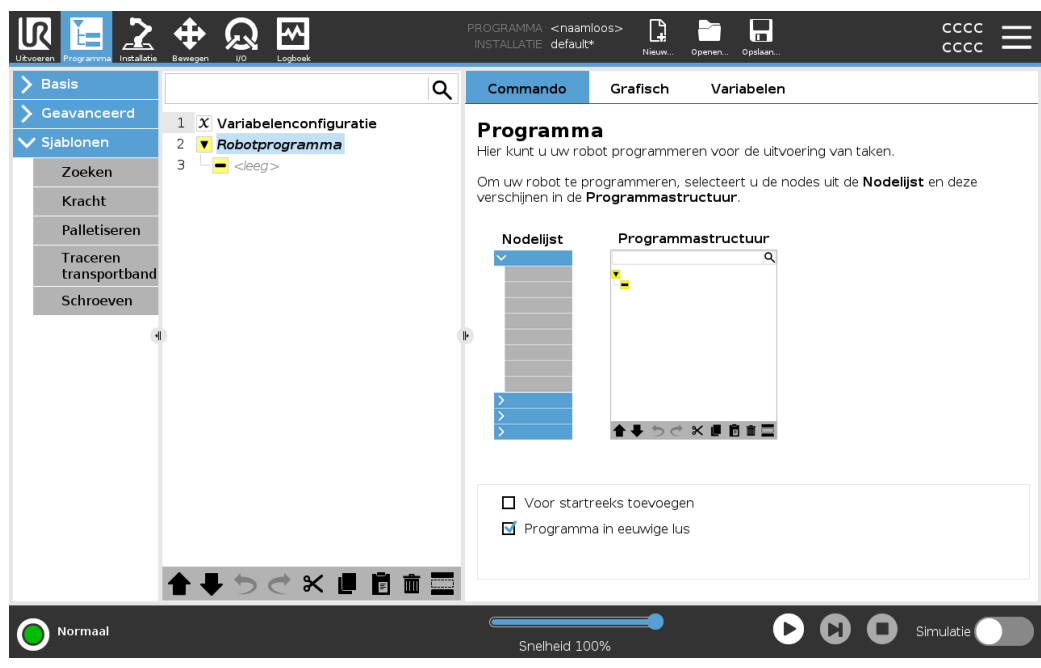 PROGRAMMA <naamloos>
INSTALLATIE default*
cccc
cccc
Uitvoeren Programma Installatie Bewegen I/O Logboek Nieuw... Openen... Opslaan...
Basis
Geavanceerd
Sjablonen
Zoeken
Kracht
Palletiseren
Traceren
transportband
Schroeven
1 X Variabelenconfiguratie
2 Robotprogramma
3 <leeg>
Commando Grafisch Variabelen
Programma
Hier kunt u uw robot programmeren voor de uitvoering van taken.
Om uw robot te programmeren, selecteert u de nodes uit de Nodelijst en deze
verschijnen in de Programmastructuur.
Nodelijst Programmastructuur
Voor startreeks toevoegen
Programma in eeuwige lus
Normaal
Snelheid 100%
Simulatie